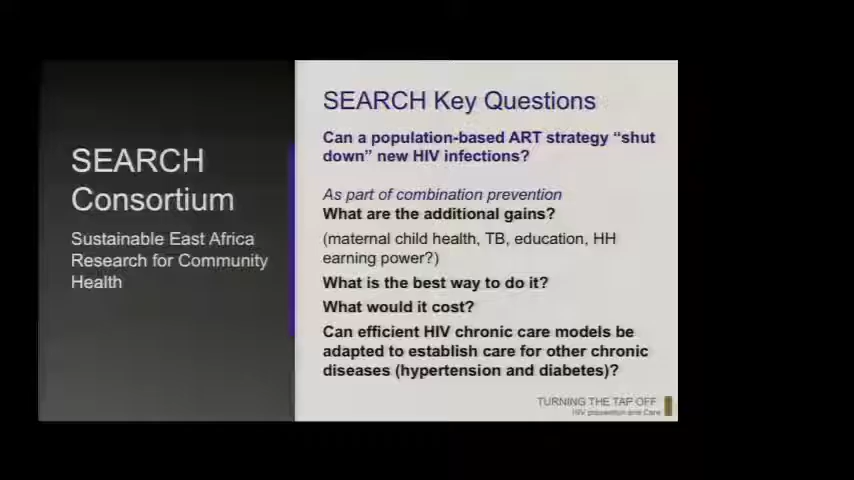 SEARCH
Consortium
Sustainable East Africa
Research for Community
Health
SEARCH Key Questions
Can a population-based ART strategy “shut
down” new HIV infections?
As part of combination prevention
What are the additional gains?
(maternal child health, TB, education, HH
earning power?)
What is the best way to do it?
What would it cost?
Can efficient HIV chronic care models be
adapted to establish care for other chronic
diseases (hypertension and diabetes)?
TURNING THE TAP OFF
HIV prevention and Care